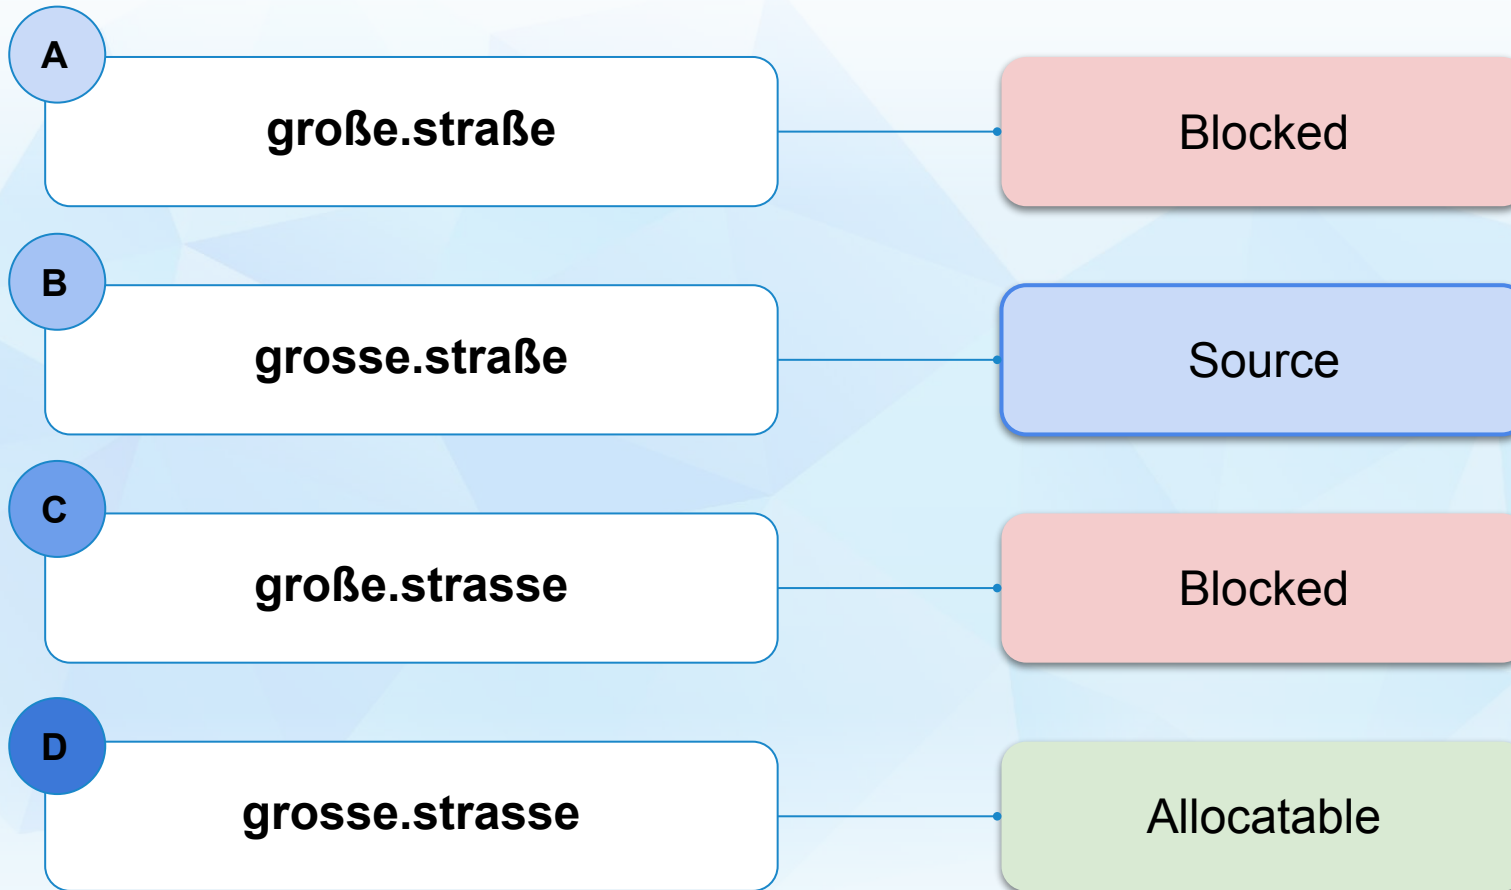 A
große.straße
Blocked
B
grosse.straße
Source
C
große.strasse
Blocked
D
grosse.strasse
Allocatable